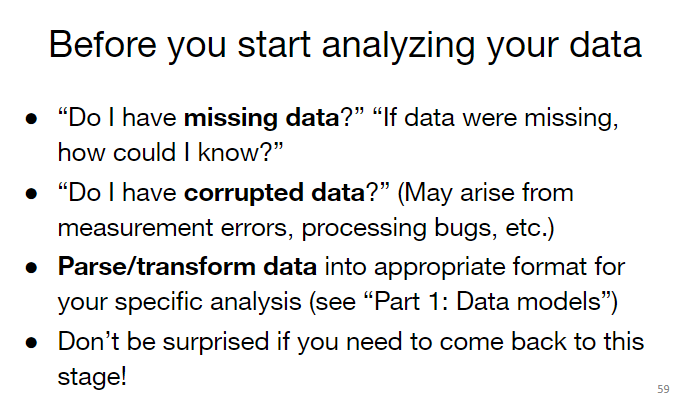 Before you start analyzing your data
● “Do I have missing data?” “If data were missing,
how could I know?”
● “Do I have corrupted data?” (May arise from
measurement errors, processing bugs, etc.)
● Parse/transform data into appropriate format for
your specific analysis (see “Part 1: Data models”)
● Don’t be surprised if you need to come back to this
stage!
59